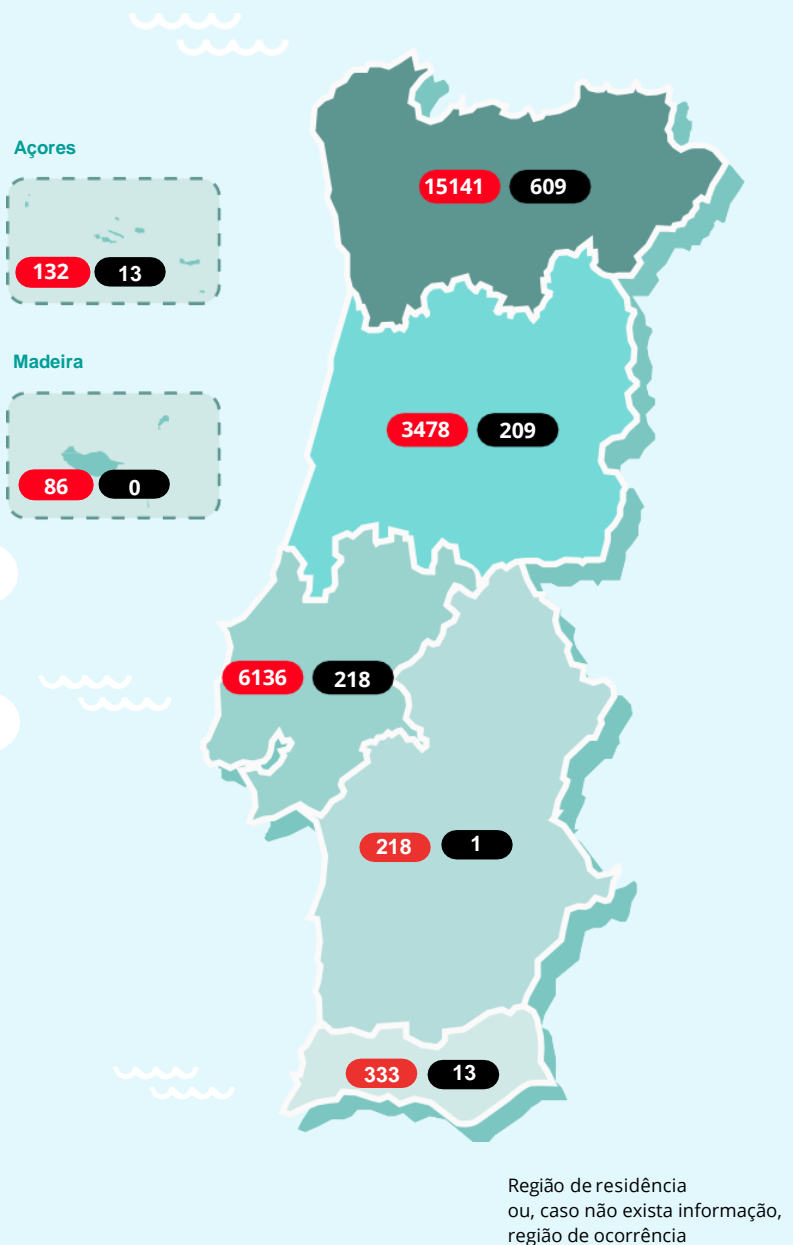 15141 609
Açores
132 13
Madeira
3478 209
86 0
6136 218
218 1
333 13
Região de residência
ou, caso não exista informação,
região de ocorrência